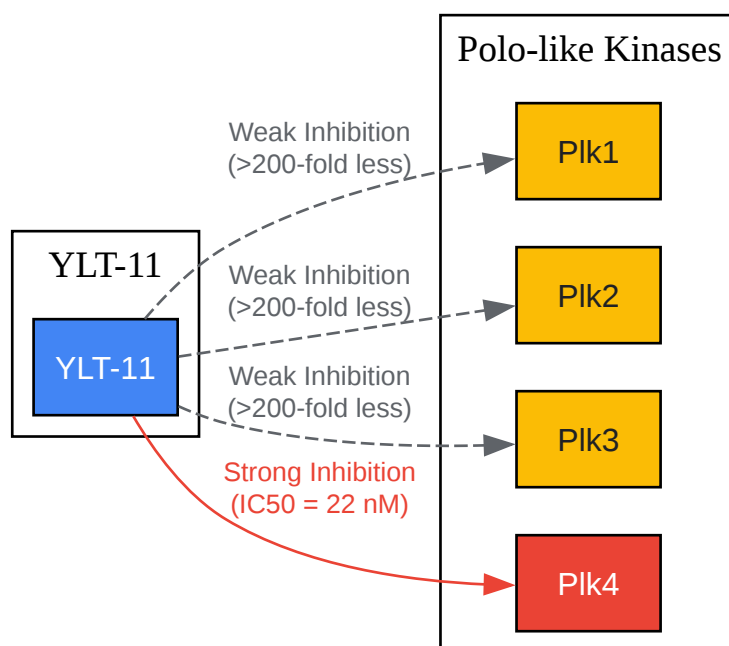 Polo-like Kinases
Weak Inhibition
(>200-fold less)
Plk1
YLT-11
YLT-11
Weak Inhibition
(>200-fold less)
Plk2
Weak Inhibition
(>200-fold less)
Plk3
Strong Inhibition
(IC50 = 22 nM)
Plk4